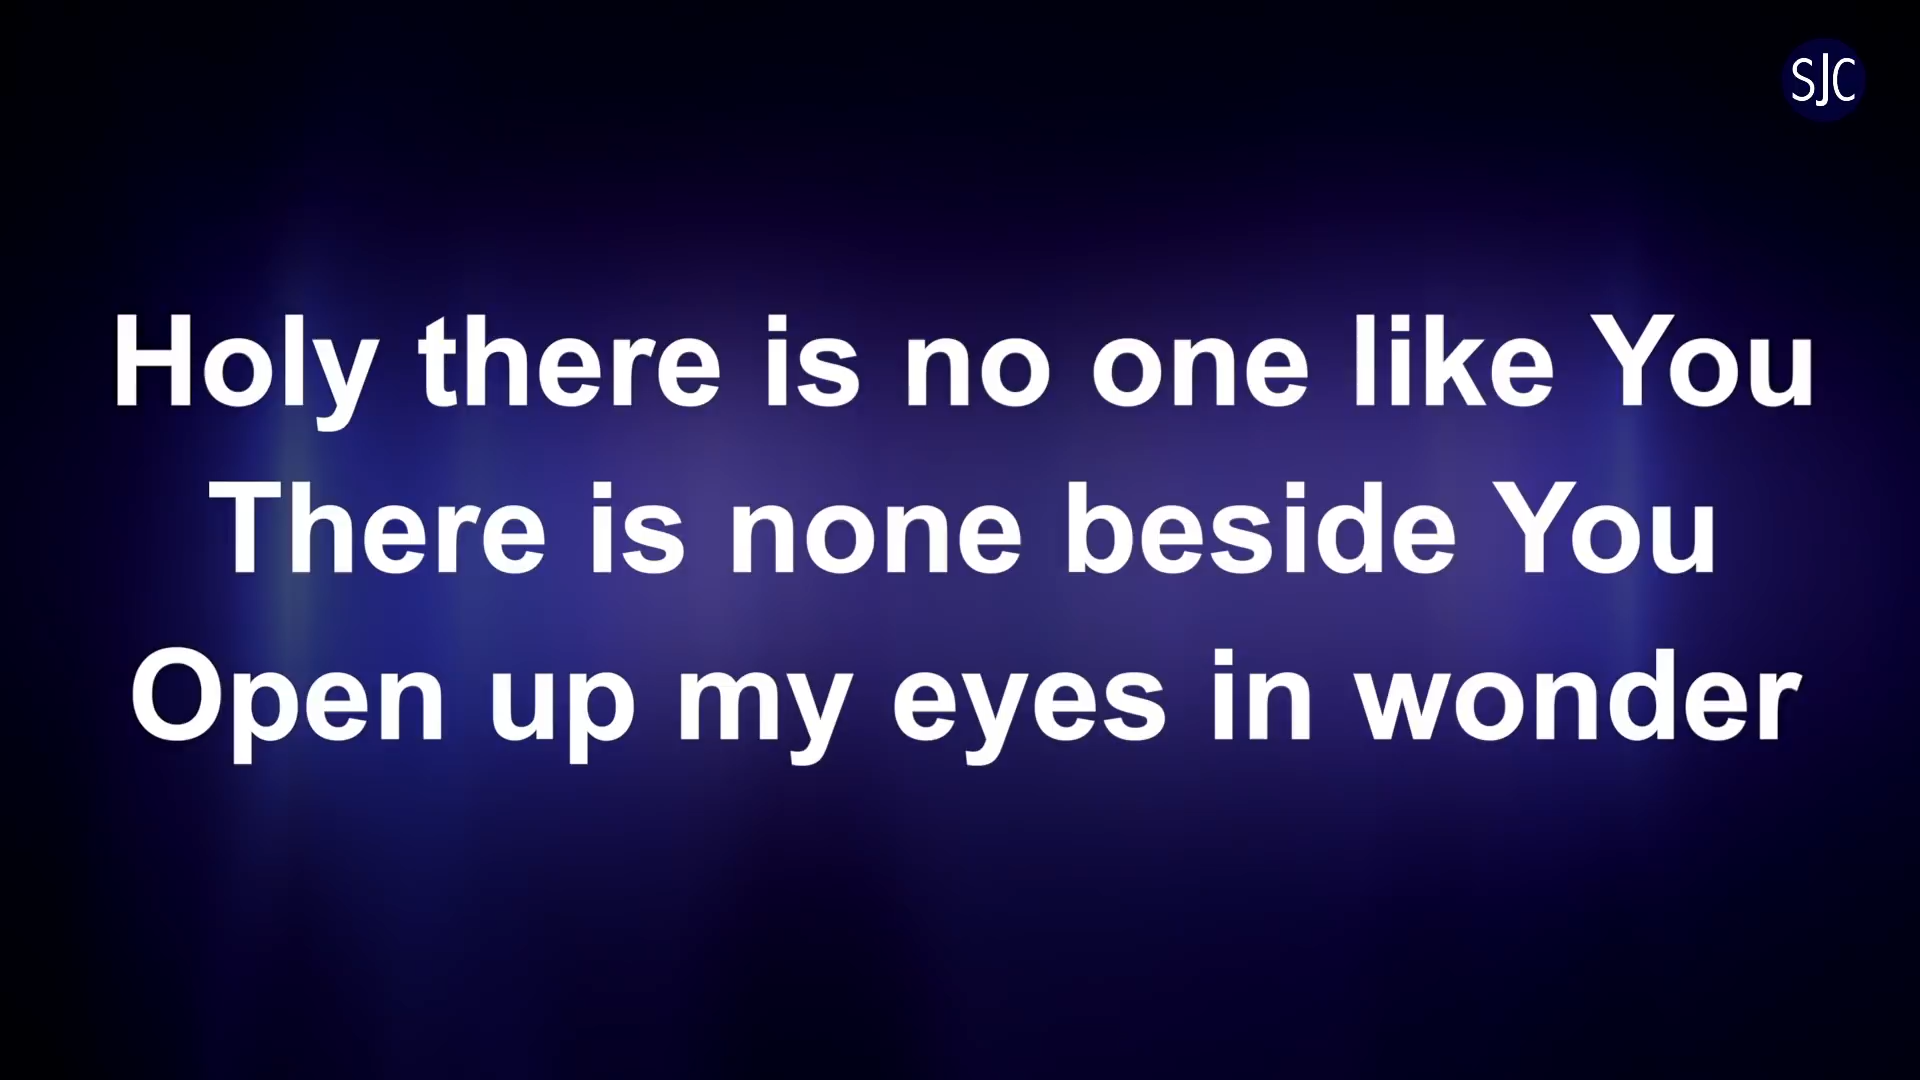 SJC
Holy there is no one like You
There is none beside You
Open up my eyes in wonder